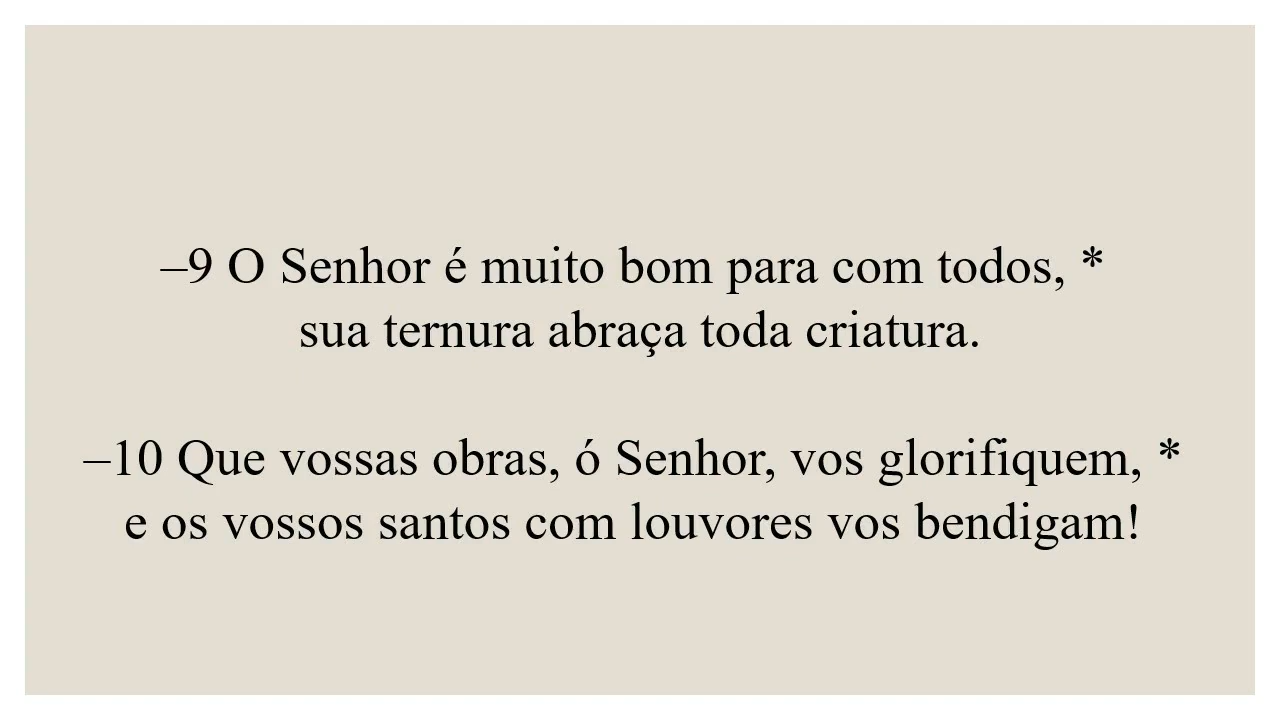 –9 O Senhor é muito bom para com todos, *
sua ternura abraça toda criatura.
–10 Que vossas obras, ó Senhor, vos glorifiquem, *
e os vossos santos com louvores vos bendigam!